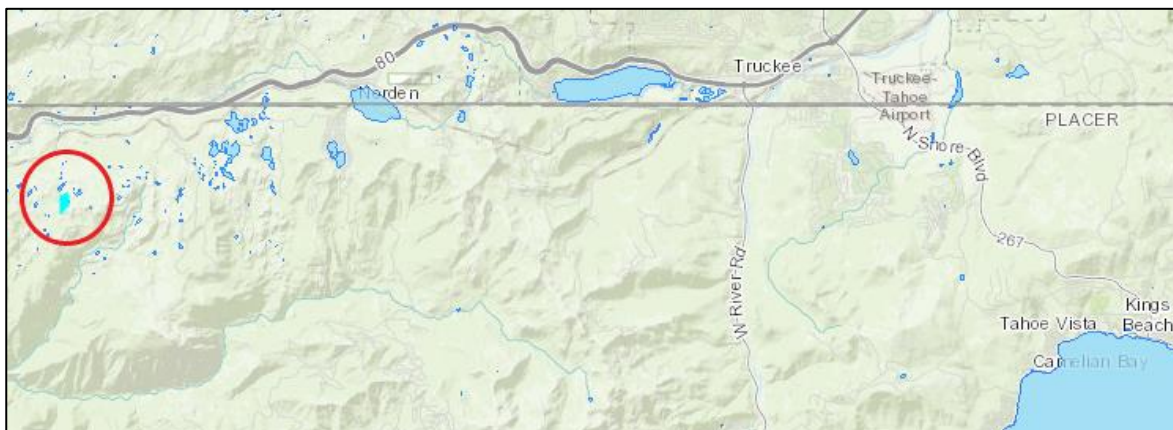 80
Norden
Truckee
Truckee-
Tahoe
Airport
PLACER
N-Shore-Blvd
267
W-River-Rd
Kings
Beach
Tahoe Vista
Carnelian Bay